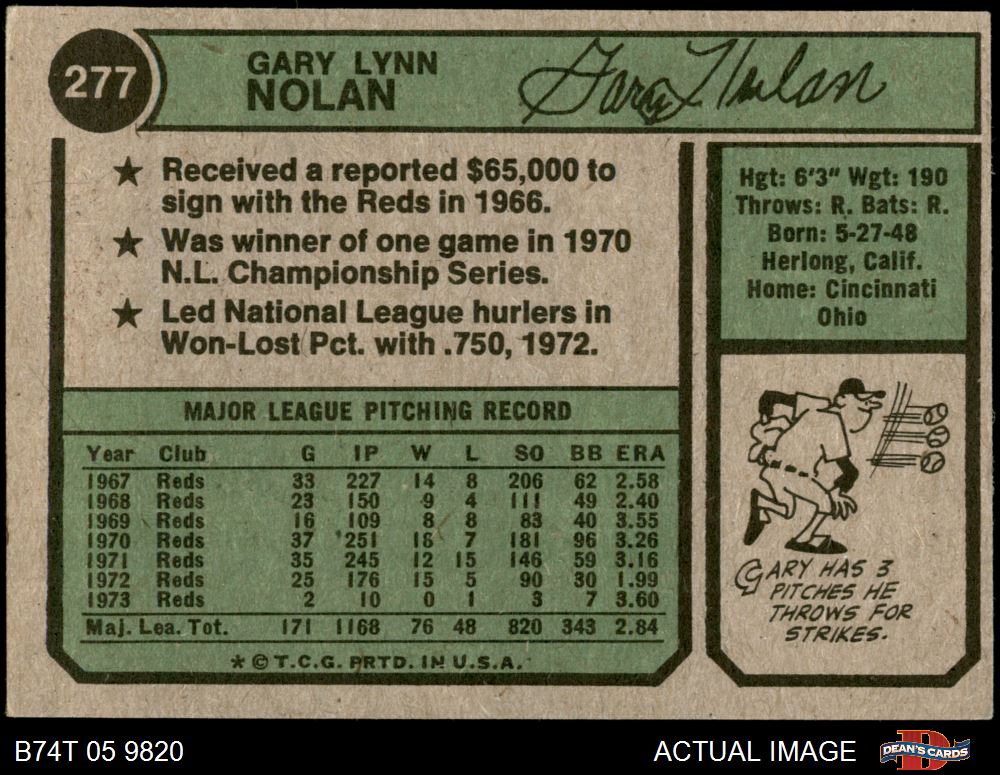 277
GARY LYNN
NOLAN
Gary Nolan
★ Received a reported $65,000 to
sign with the Reds in 1966.
★ Was winner of one game in 1970
N.L. Championship Series.
★ Led National League hurlers in
Won-Lost Pct. with .750, 1972.
Hgt: 6'3" Wgt: 190
Throws: R. Bats: R.
Born: 5-27-48
Herlong, Calif.
Home: Cincinnati
Ohio
MAJOR LEAGUE PITCHING RECORD
Year Club G IP W L SO BB ERA
1967 Reds 33 227 14 8 206 62 2.58
1968 Reds 23 150 9 4 111 49 2.40
1969 Reds 16 109 8 8 83 40 3.55
1970 Reds 37 251 18 7 181 96 3.26
1971 Reds 35 245 12 15 146 59 3.16
1972 Reds 25 176 15 5 90 30 1.99
1973 Reds 2 10 0 1 3 7 3.60
Maj. Lea. Tot. 171 1168 76 48 820 343 2.84
* © T.C.G. PRTD. IN U.S.A.
GARY HAS 3
PITCHES HE
THROWS FOR
STRIKES.
B74T 05 9820
ACTUAL IMAGE
DEAN'S CARDS